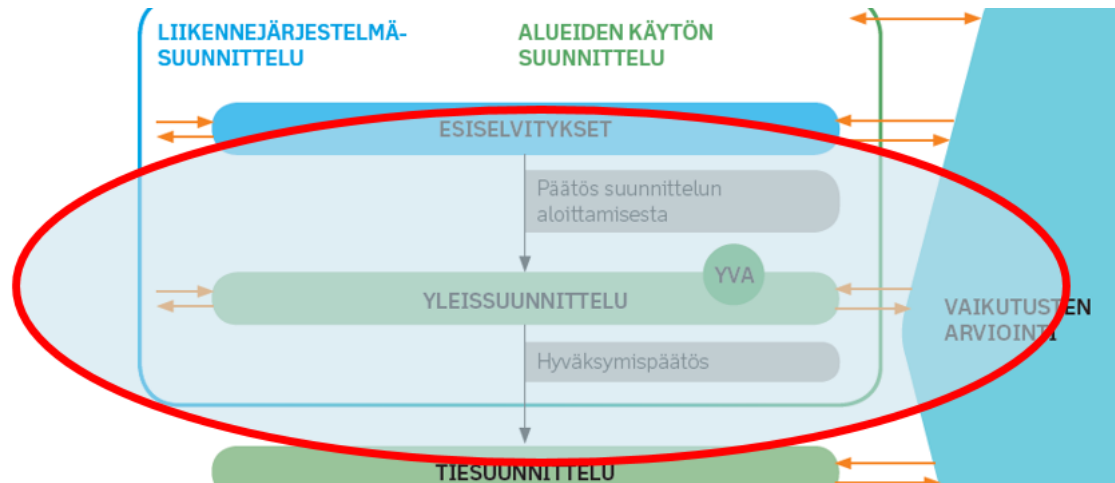 LIIKENNEJÄRJESTELMÄ-
SUUNNITTELU
ALUEIDEN KÄYTÖN
SUUNNITTELU
ESISELVITYKSET
Päätös suunnittelun
aloittamisesta
YVA
YLEISSUUNNITTELU
VAIKUTUSTEN
ARVIOINTI
Hyväksymispäätös
TIESUUNNITTELU